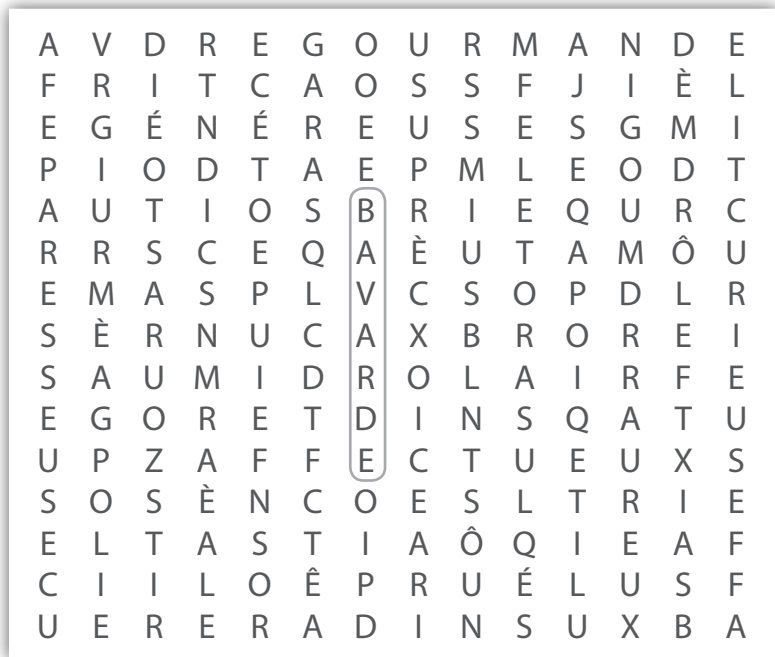 A V D R E G O U R M A N D E
F R I T C A O S S F J I È L
E G É N É R E U S E S G M I
P I O D T A E P M L E O D T
A U T I O S B R I E Q U R C
R R S C E Q A È U T A M Ô U
E M A S P L V C S O P D L R
S È R N U C A X B R O R E I
S A U M I D R O L A I R F E
E G O R E T D I N S Q A T U
U P Z A F F E C T U E U X S
S O S È N C O E S L T R I E
E L T A S T I A Ô Q I E A F
C I I L O Ê P R U É L U S F
U E R E R A D I N S U X B A